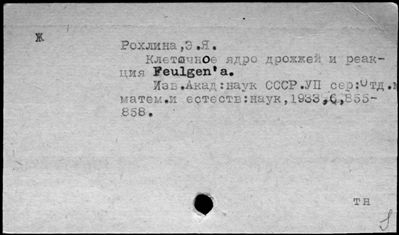 Ж
Рохлина,Э.Я.
Клеточное ядро дрожжей и реак-
ция Feulgen'a.
Изв.Акад:наук СССР.УП сер:Отд.
матем.и естеств:наук,1933,6,855-
858.
тн